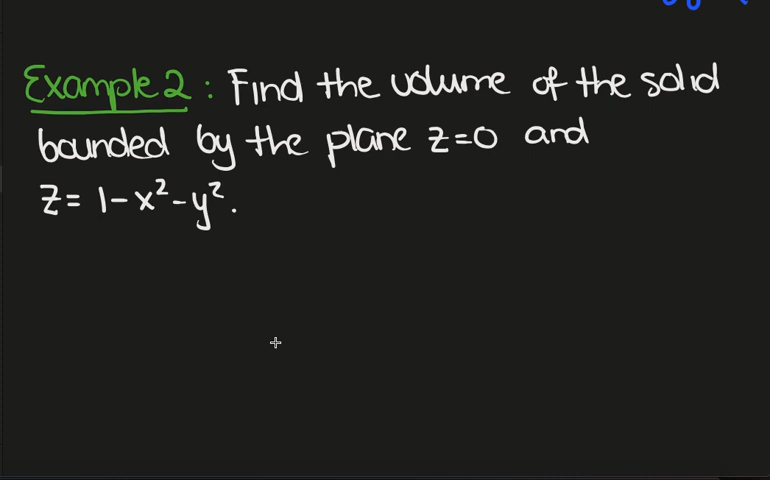 Example 2 : Find the volume of the solid
bounded by the plane z=0 and
z= 1-x²-y².